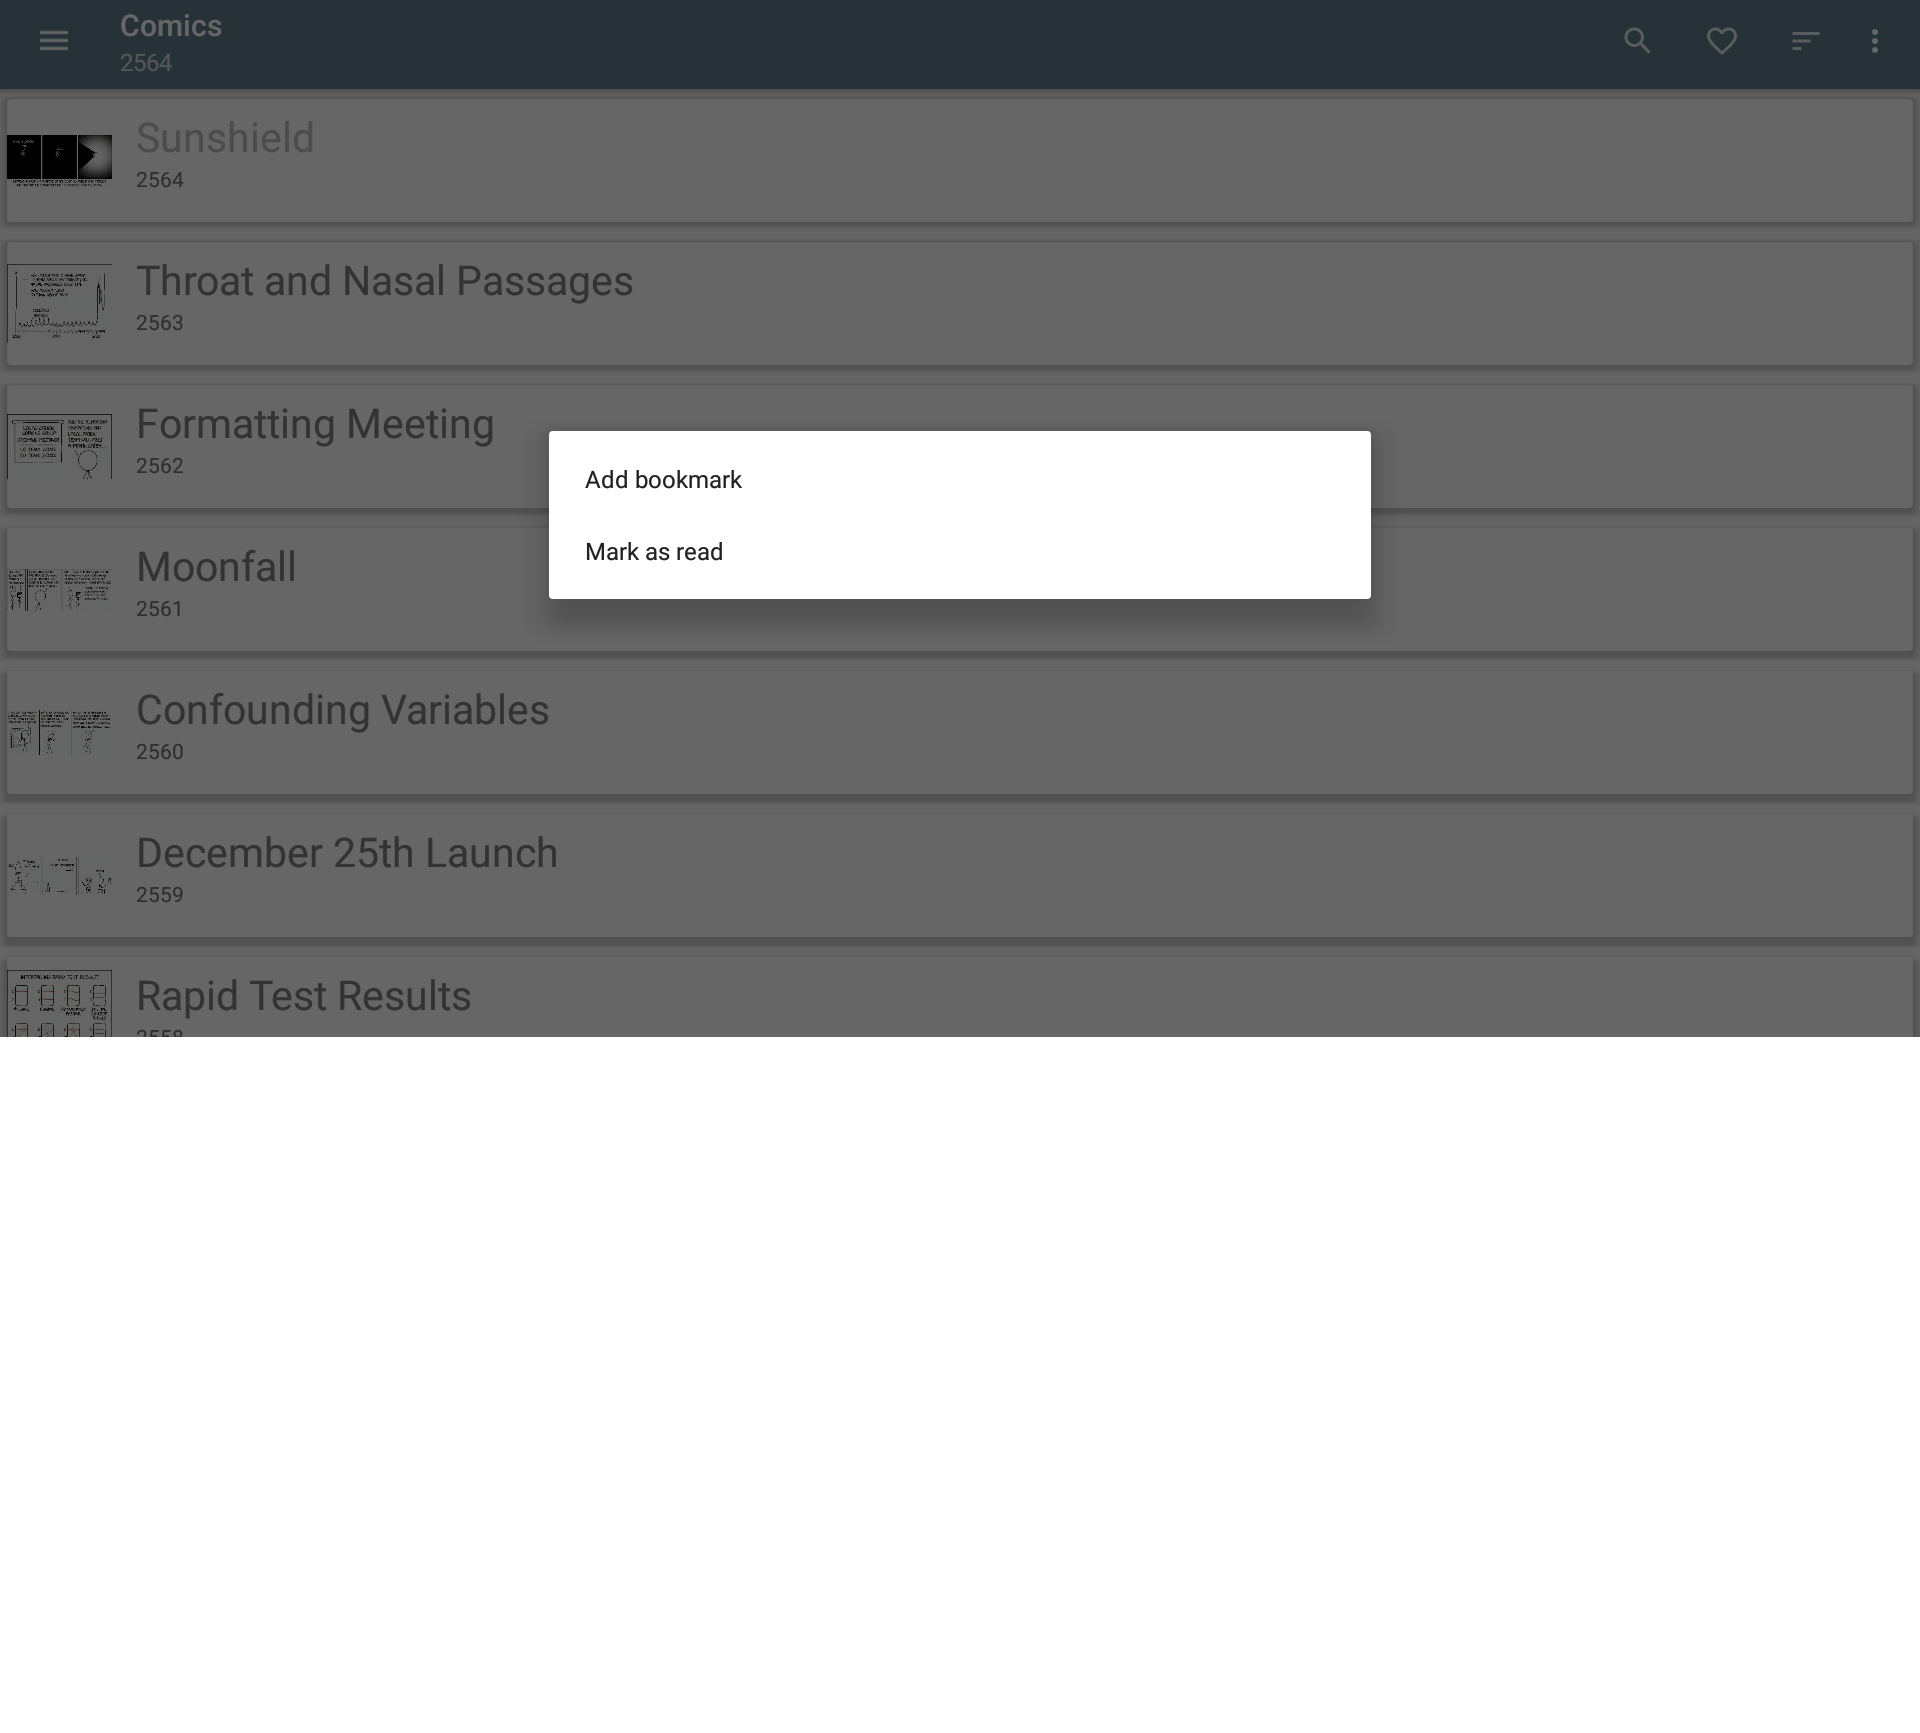 Comics
2564
Sunshield
2564
Throat and Nasal Passages
2563
Formatting Meeting
2562
Add bookmark
Mark as read
Moonfall
2561
Confounding Variables
2560
December 25th Launch
2559
Rapid Test Results
2558